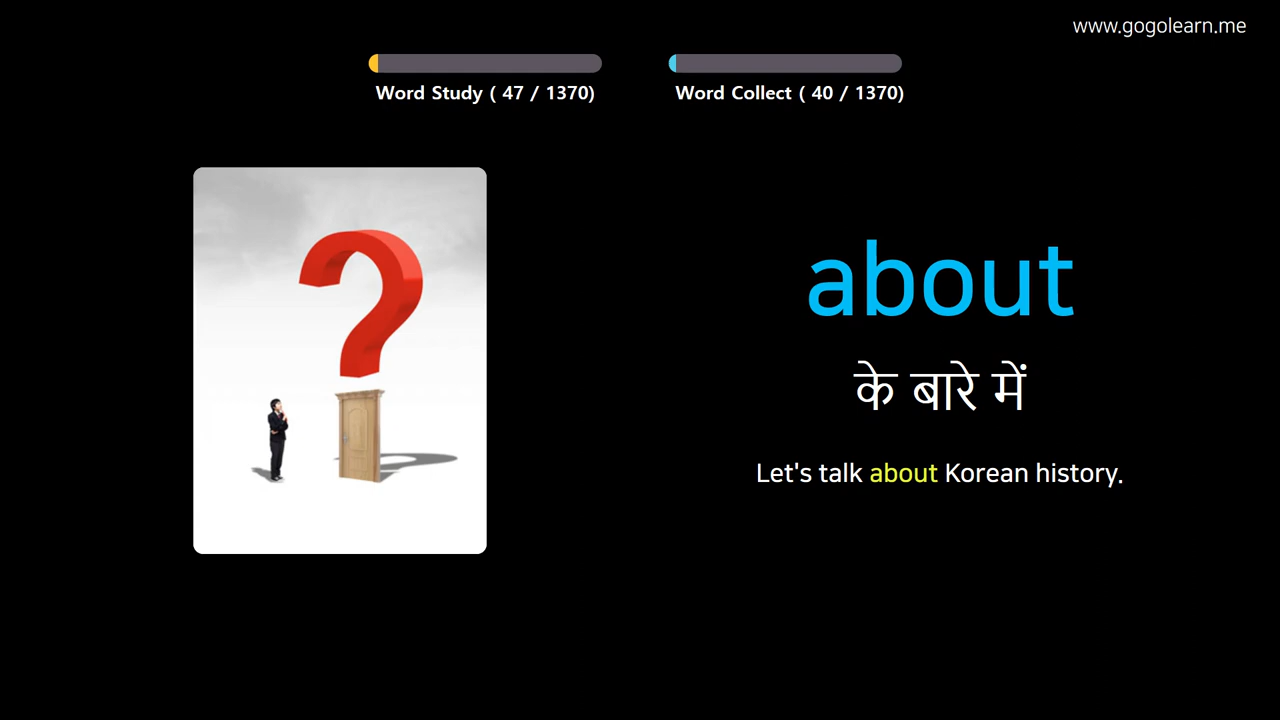 www.gogolearn.me
Word Study ( 47 / 1370)
Word Collect ( 40 / 1370)
about
के बारे में
Let's talk about Korean history.